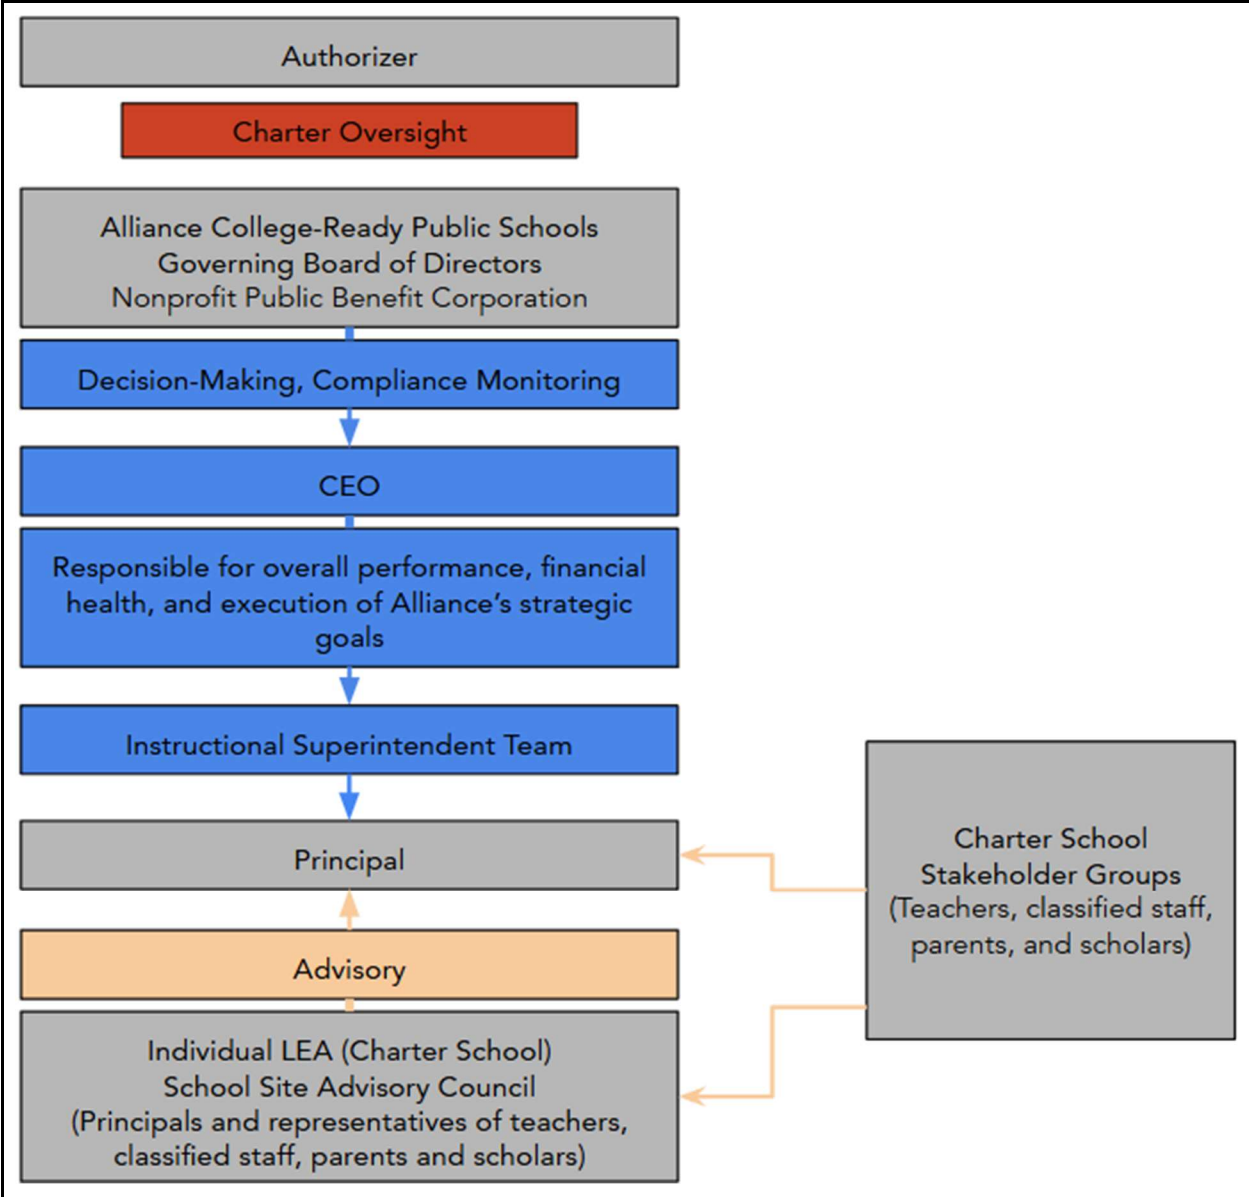 Authorizer
Charter Oversight
Alliance College-Ready Public Schools
Governing Board of Directors
Nonprofit Public Benefit Corporation
Decision-Making, Compliance Monitoring
CEO
Responsible for overall performance, financial
health, and execution of Alliance’s strategic
goals
Instructional Superintendent Team
Principal
Advisory
Individual LEA (Charter School)
School Site Advisory Council
(Principals and representatives of teachers,
classified staff, parents and scholars)
Charter School
Stakeholder Groups
(Teachers, classified staff,
parents, and scholars)